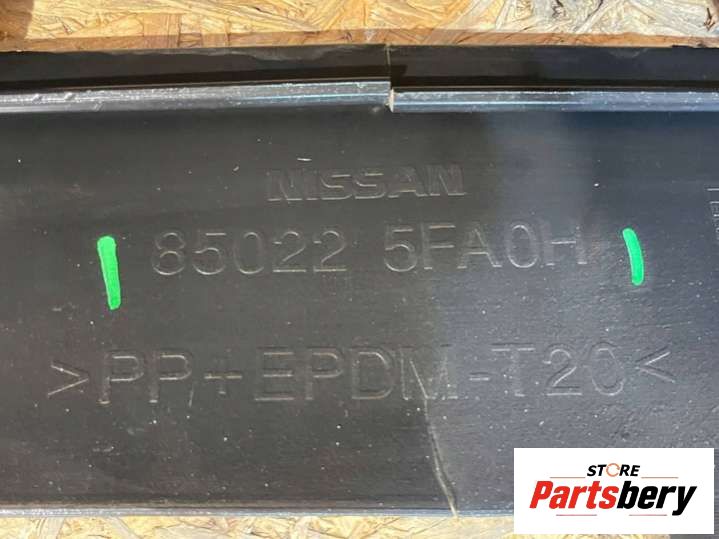 NISSAN
85022 5FA0H
>PP+EPDM-T20<
STORE
Partsbery